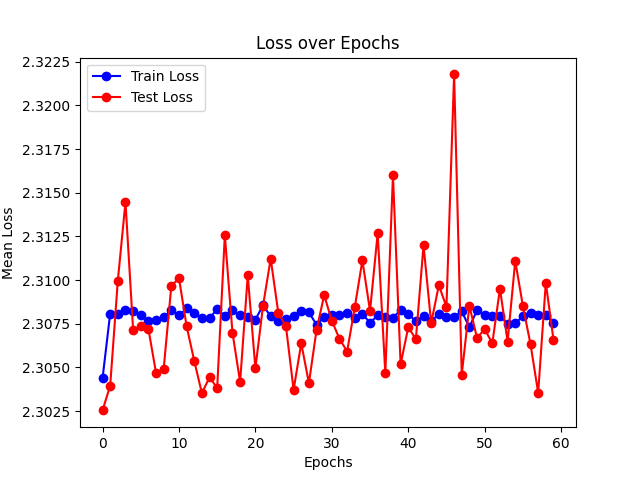 Loss over Epochs
Train Loss
Test Loss
2.3225
2.3200
2.3175
2.3150
2.3125
2.3100
2.3075
2.3050
2.3025
Mean Loss
0 10 20 30 40 50 60
Epochs